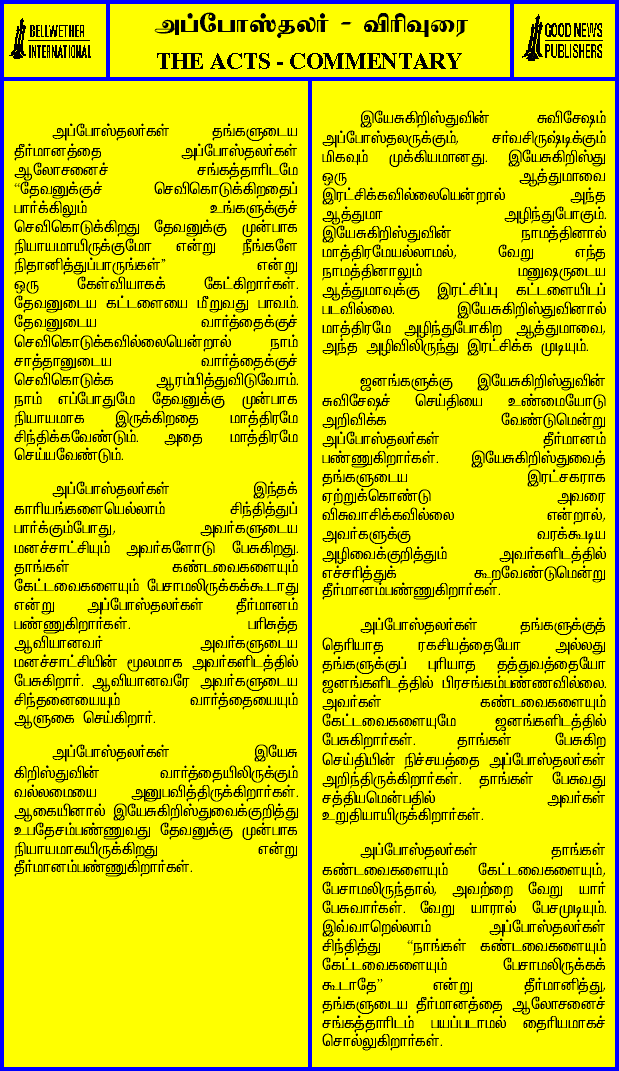 BELLWETHER
INTERNATIONAL
அப்போஸ்தலர் - விரிவுரை
THE ACTS - COMMENTARY
GOOD NEWS
PUBLISHERS
அப்போஸ்தலர்கள் தங்களுடைய
தீர்மானத்தை அப்போஸ்தலர்கள்
ஆலோசனைச் சங்கத்தாரிடமே
“தேவனுக்குச் செவிகொடுக்கிறதைப்
பார்க்கிலும் உங்களுக்குச்
செவிகொடுக்கிறது தேவனுக்கு முன்பாக
நியாயமாயிருக்குமோ என்று நீங்களே
நிதானித்துப்பாருங்கள்” என்று
ஒரு கேள்வியாகக் கேட்கிறார்கள்.
தேவனுடைய கட்டளையை மீறுவது பாவம்.
தேவனுடைய வார்த்தைக்குச்
செவிகொடுக்கவில்லையென்றால் நாம்
சாத்தானுடைய வார்த்தைக்குச்
செவிகொடுக்க ஆரம்பித்துவிடுவோம்.
நாம் எப்போதுமே தேவனுக்கு முன்பாக
நியாயமாக இருக்கிறதை மாத்திரமே
சிந்திக்கவேண்டும். அதை மாத்திரமே
செய்யவேண்டும்.
அப்போஸ்தலர்கள் இந்தக்
காரியங்களையெல்லாம் சிந்தித்துப்
பார்க்கும்போது, அவர்களுடைய
மனச்சாட்சியும் அவர்களோடு பேசுகிறது.
தாங்கள் கண்டவைகளையும்
கேட்டவைகளையும் பேசாமலிருக்கக்கூடாது
என்று அப்போஸ்தலர்கள் தீர்மானம்
பண்ணுகிறார்கள். பரிசுத்த
ஆவியானவர் அவர்களுடைய
மனச்சாட்சியின் மூலமாக அவர்களிடத்தில்
பேசுகிறார். ஆவியானவரே அவர்களுடைய
சிந்தனையையும் வார்த்தையையும்
ஆளுகை செய்கிறார்.
அப்போஸ்தலர்கள் இயேசு
கிறிஸ்துவின் வார்த்தையிலிருக்கும்
வல்லமையை அனுபவித்திருக்கிறார்கள்.
ஆகையினால் இயேசுகிறிஸ்துவைக்குறித்து
உபதேசம்பண்ணுவது தேவனுக்கு முன்பாக
நியாயமாகயிருக்கிறது என்று
தீர்மானம்பண்ணுகிறார்கள்.
இயேசுகிறிஸ்துவின் சுவிசேஷம்
அப்போஸ்தலருக்கும், சர்வசிருஷ்டிக்கும்
மிகவும் முக்கியமானது. இயேசுகிறிஸ்து
ஒரு ஆத்துமாவை
இரட்சிக்கவில்லையென்றால் அந்த
ஆத்துமா அழிந்துபோகும்.
இயேசுகிறிஸ்துவின் நாமத்தினால்
மாத்திரமேயல்லாமல், வேறு எந்த
நாமத்தினாலும் மனுஷருடைய
ஆத்துமாவுக்கு இரட்சிப்பு கட்டளையிடப்
படவில்லை. இயேசுகிறிஸ்துவினால்
மாத்திரமே அழிந்துபோகிற ஆத்துமாவை,
அந்த அழிவிலிருந்து இரட்சிக்க முடியும்.
ஜனங்களுக்கு இயேசுகிறிஸ்துவின்
சுவிசேஷச் செய்தியை உண்மையோடு
அறிவிக்க வேண்டுமென்று
அப்போஸ்தலர்கள் தீர்மானம்
பண்ணுகிறார்கள். இயேசுகிறிஸ்துவைத்
தங்களுடைய இரட்சகராக
ஏற்றுக்கொண்டு அவரை
விசுவாசிக்கவில்லை என்றால்,
அவர்களுக்கு வரக்கூடிய
அழிவைக்குறித்தும் அவர்களிடத்தில்
எச்சரித்துக் கூறவேண்டுமென்று
தீர்மானம்பண்ணுகிறார்கள்.
அப்போஸ்தலர்கள் தங்களுக்குத்
தெரியாத ரகசியத்தையோ அல்லது
தங்களுக்குப் புரியாத தத்துவத்தையோ
ஜனங்களிடத்தில் பிரசங்கம்பண்ணவில்லை.
அவர்கள் கண்டவைகளையும்
கேட்டவைகளையுமே ஜனங்களிடத்தில்
பேசுகிறார்கள். தாங்கள் பேசுகிற
செய்தியின் நிச்சயத்தை அப்போஸ்தலர்கள்
அறிந்திருக்கிறார்கள். தாங்கள் பேசுவது
சத்தியமென்பதில் அவர்கள்
உறுதியாயிருக்கிறார்கள்.
அப்போஸ்தலர்கள் தாங்கள்
கண்டவைகளையும் கேட்டவைகளையும்,
பேசாமலிருந்தால், அவற்றை வேறு யார்
பேசுவார்கள். வேறு யாரால் பேசமுடியும்.
இவ்வாறெல்லாம் அப்போஸ்தலர்கள்
சிந்தித்து “நாங்கள் கண்டவைகளையும்
கேட்டவைகளையும் பேசாமலிருக்கக்
கூடாதே” என்று தீர்மானித்து,
தங்களுடைய தீர்மானத்தை ஆலோசனைச்
சங்கத்தாரிடம் பயப்படாமல் தைரியமாகச்
சொல்லுகிறார்கள்.